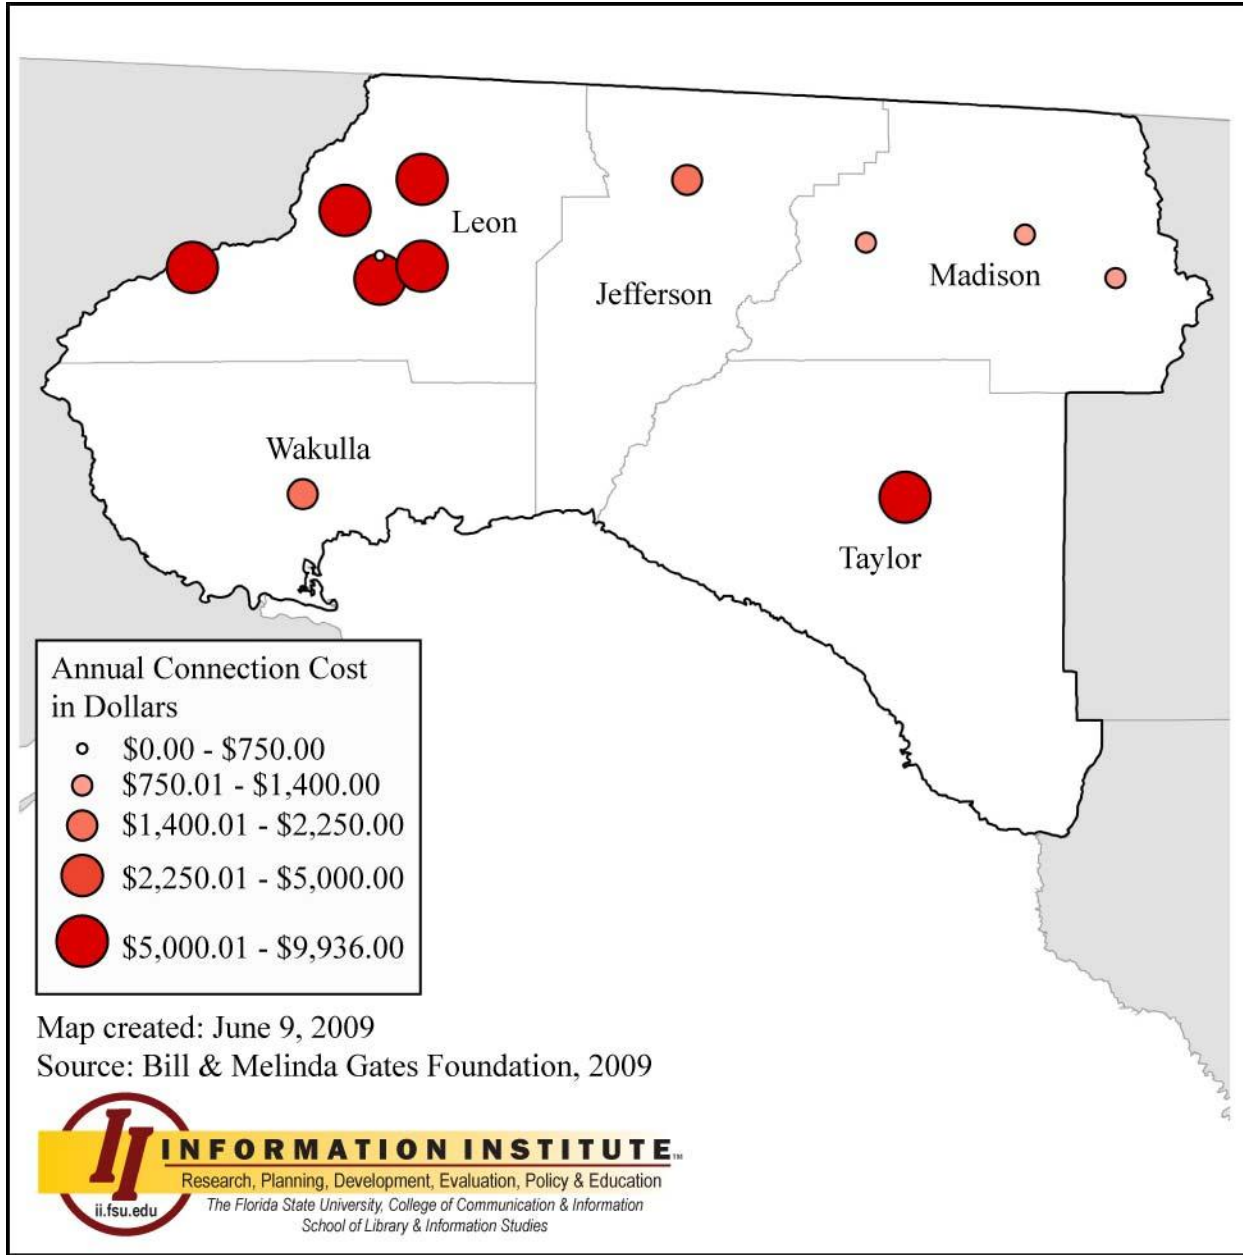 Leon
Jefferson
Madison
Wakulla
Taylor
Annual Connection Cost
in Dollars
$0.00 - $750.00
$750.01 - $1,400.00
$1,400.01 - $2,250.00
$2,250.01 - $5,000.00
$5,000.01 - $9,936.00
Map created: June 9, 2009
Source: Bill & Melinda Gates Foundation, 2009
II
INFORMATION INSTITUTE™
Research, Planning, Development, Evaluation, Policy & Education
ii.fsu.edu
The Florida State University, College of Communication & Information
School of Library & Information Studies